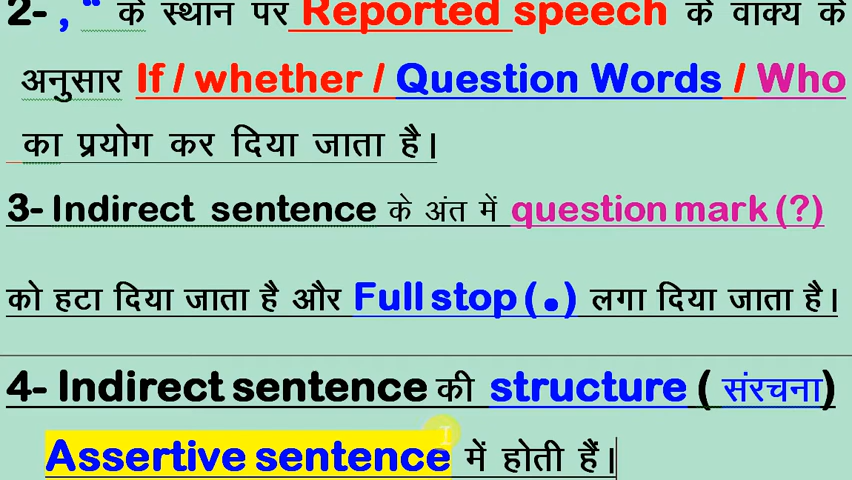 2- , “ के स्थान पर Reported speech के वाक्य के
अनुसार If / whether / Question Words / Who
का प्रयोग कर दिया जाता है।
3- Indirect sentence के अंत में question mark (?)
को हटा दिया जाता है और Full stop (.) लगा दिया जाता है।
4- Indirect sentence की structure ( संरचना)
Assertive sentence में होती हैं।